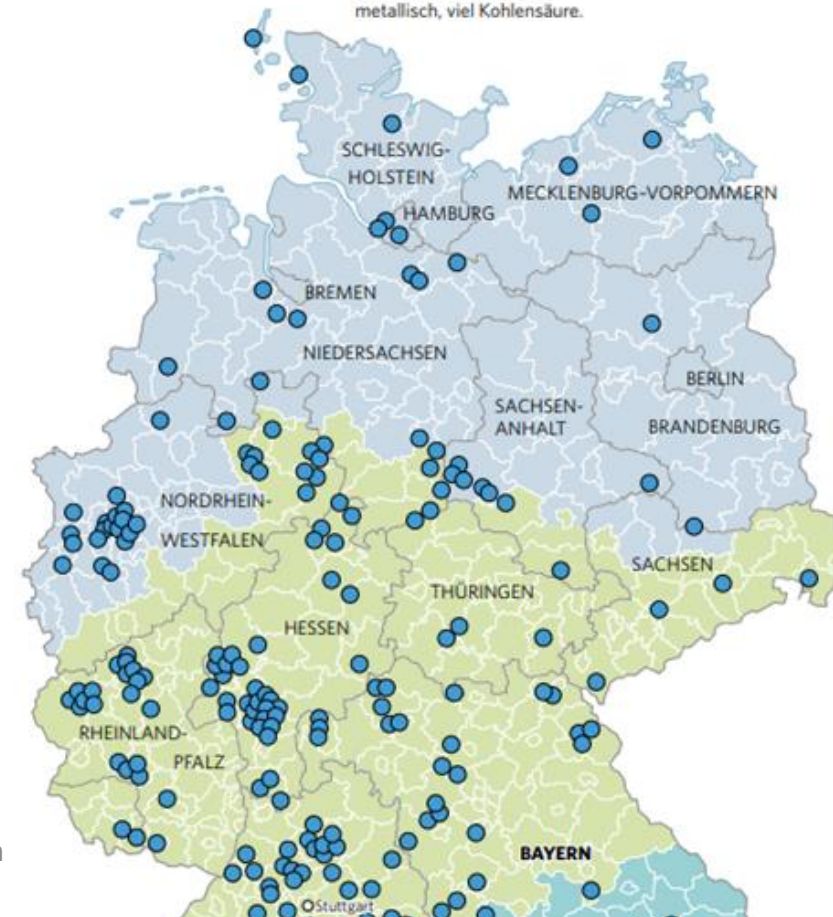 metallisch, viel Kohlensäure.
SCHLESWIG-
HOLSTEIN
MECKLENBURG-VORPOMMERN
HAMBURG
BREMEN
NIEDERSACHSEN
BERLIN
SACHSEN-
ANHALT
BRANDENBURG
NORDRHEIN-
WESTFALEN
SACHSEN
THÜRINGEN
HESSEN
RHEINLAND-
PFALZ
BAYERN
Stuttgart